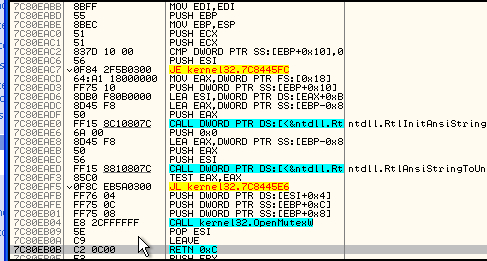 7C80EABD 8BFF MOV EDI,EDI
7C80EABF 55 PUSH EBP
7C80EAC0 8BEC MOV EBP,ESP
7C80EAC0 51 PUSH ECX
7C80EAC1 51 PUSH ECX
7C80EAC2 837D 10 00 CMP DWORD PTR SS:[EBP+0x10],0
7C80EAC6 56 PUSH ESI
7C80EAC7 0F84 2F5B0300 JE kernel32.7C8445FC
7C80EACD 64:A1 18000000 MOV EAX,DWORD PTR FS:[0x18]
7C80EAD3 FF75 10 PUSH DWORD PTR SS:[EBP+0x10]
7C80EAD6 8DB0 F80B0000 LEA ESI,DWORD PTR DS:[EAX+0xB
7C80EADC 8D45 F8 LEA EAX,DWORD PTR SS:[EBP-0x8
7C80EADF 50 PUSH EAX
7C80EAE0 FF15 8C10807C CALL DWORD PTR DS:[<&ntdll.Rt ntdll.RtlInitAnsiString
7C80EAE6 6A 00 PUSH 0x0
7C80EAE8 8D45 F8 LEA EAX,DWORD PTR SS:[EBP-0x8
7C80EAEB 50 PUSH EAX
7C80EAEC 56 PUSH ESI
7C80EAED FF15 8810807C CALL DWORD PTR DS:[<&ntdll.Rt ntdll.RtlAnsiStringToUn
7C80EAF3 85C0 TEST EAX,EAX
7C80EAF5 0F8C EB5A0300 JL kernel32.7C8445E6
7C80EAFB FF76 04 PUSH DWORD PTR DS:[ESI+0x4]
7C80EAFE FF75 0C PUSH DWORD PTR SS:[EBP+0xC]
7C80EB01 FF75 08 PUSH DWORD PTR SS:[EBP+0x8]
7C80EB04 E8 2CFFFFFF CALL kernel32.OpenMutexW
7C80EB09 5E POP ESI
7C80EB0A C9 LEAVE
7C80EB0B C2 0C00 RETN 0xC